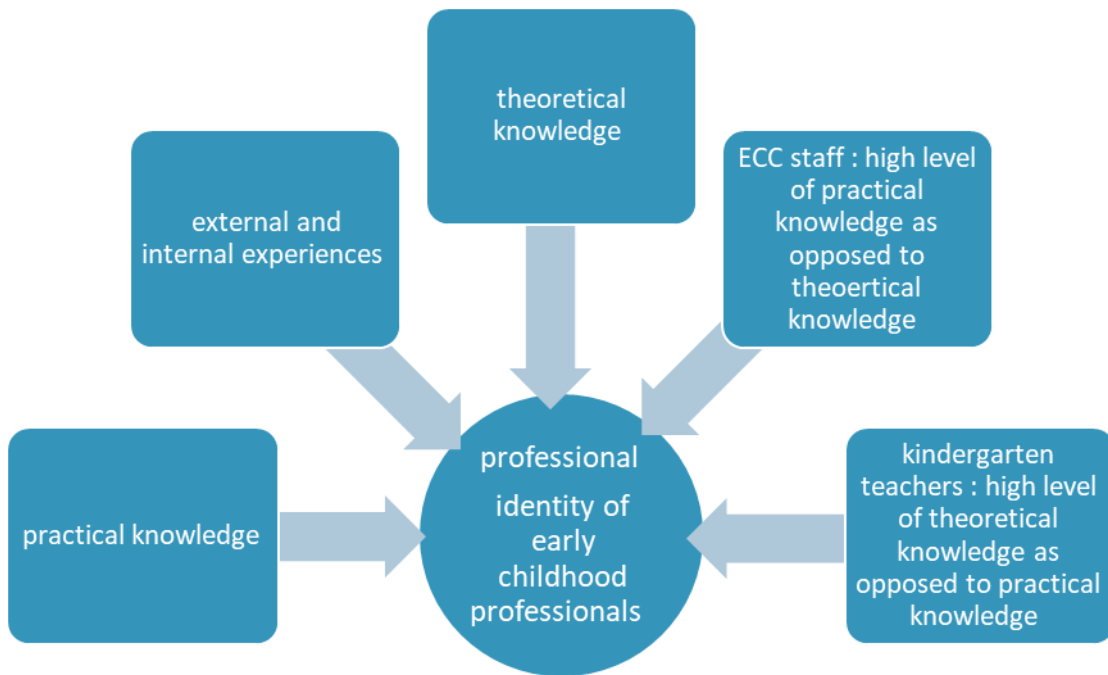 theoretical
knowledge
ECC staff : high level
of practical
knowledge as
opposed to
theoertical
knowledge
external and
internal experiences
kindergarten
teachers : high level
of theoretical
knowledge as
opposed to practical
knowledge
practical knowledge
professional
identity of
early
childhood
professionals